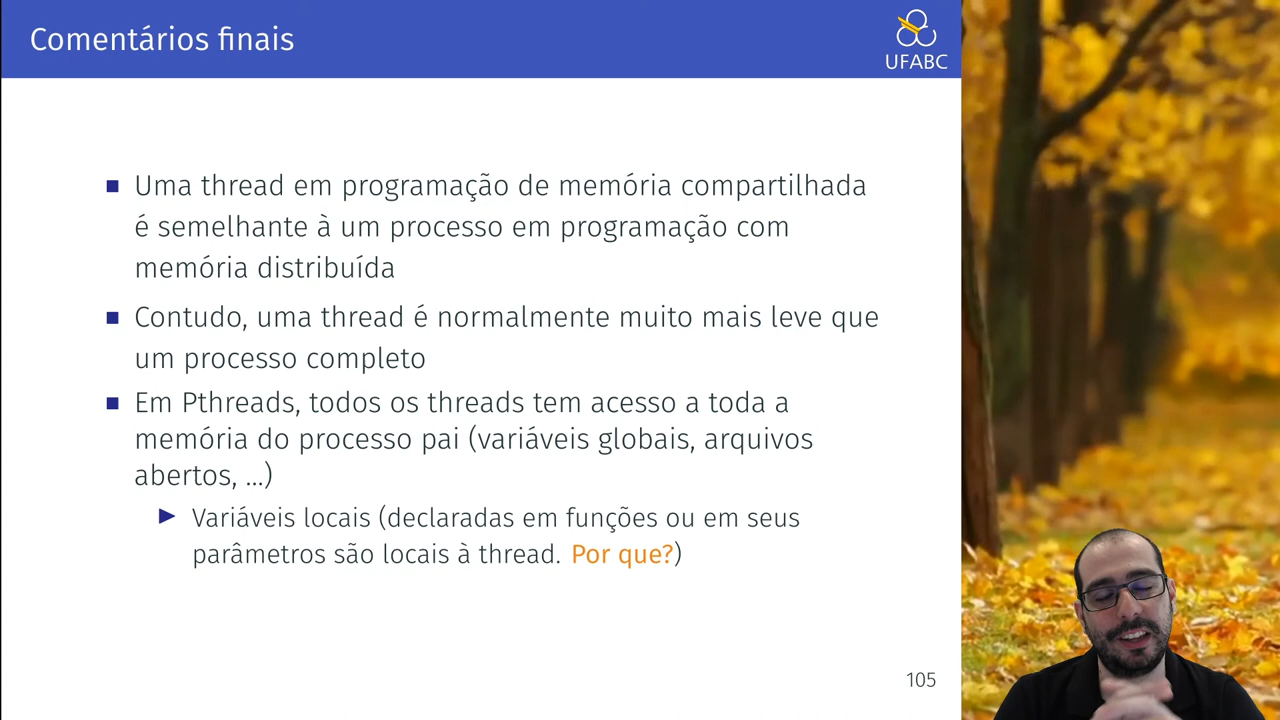 Comentários finais
UFABC
Uma thread em programação de memória compartilhada
é semelhante à um processo em programação com
memória distribuída
Contudo, uma thread é normalmente muito mais leve que
um processo completo
Em Pthreads, todos os threads tem acesso a toda a
memória do processo pai (variáveis globais, arquivos
abertos, ...)
Variáveis locais (declaradas em funções ou em seus
parâmetros são locais à thread. Por que?)
105